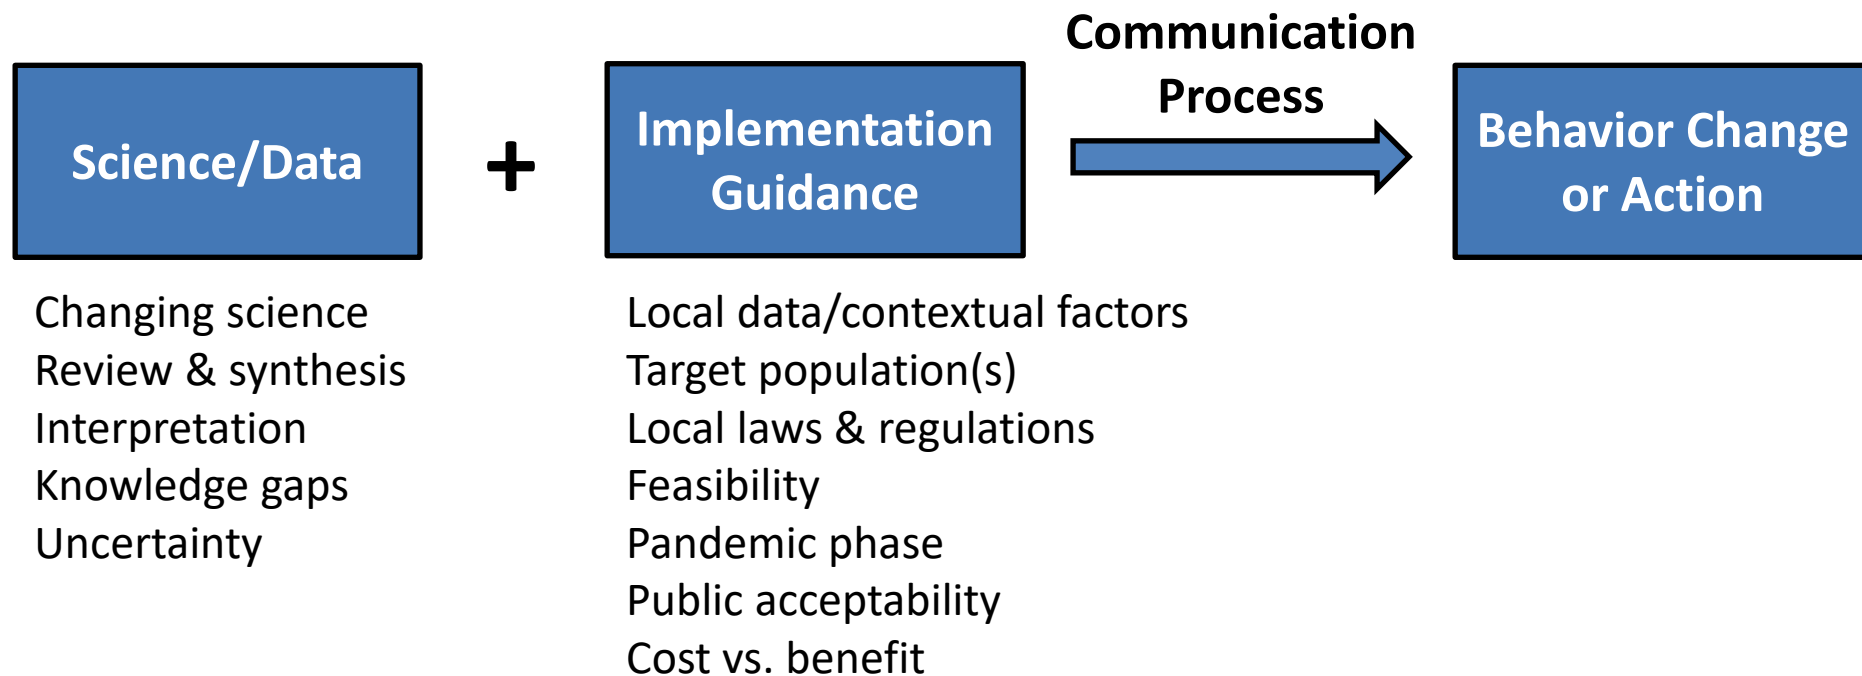 Science/Data
+
Implementation
Guidance
Communication
Process
Behavior Change
or Action
Changing science
Review & synthesis
Interpretation
Knowledge gaps
Uncertainty
Local data/contextual factors
Target population(s)
Local laws & regulations
Feasibility
Pandemic phase
Public acceptability
Cost vs. benefit